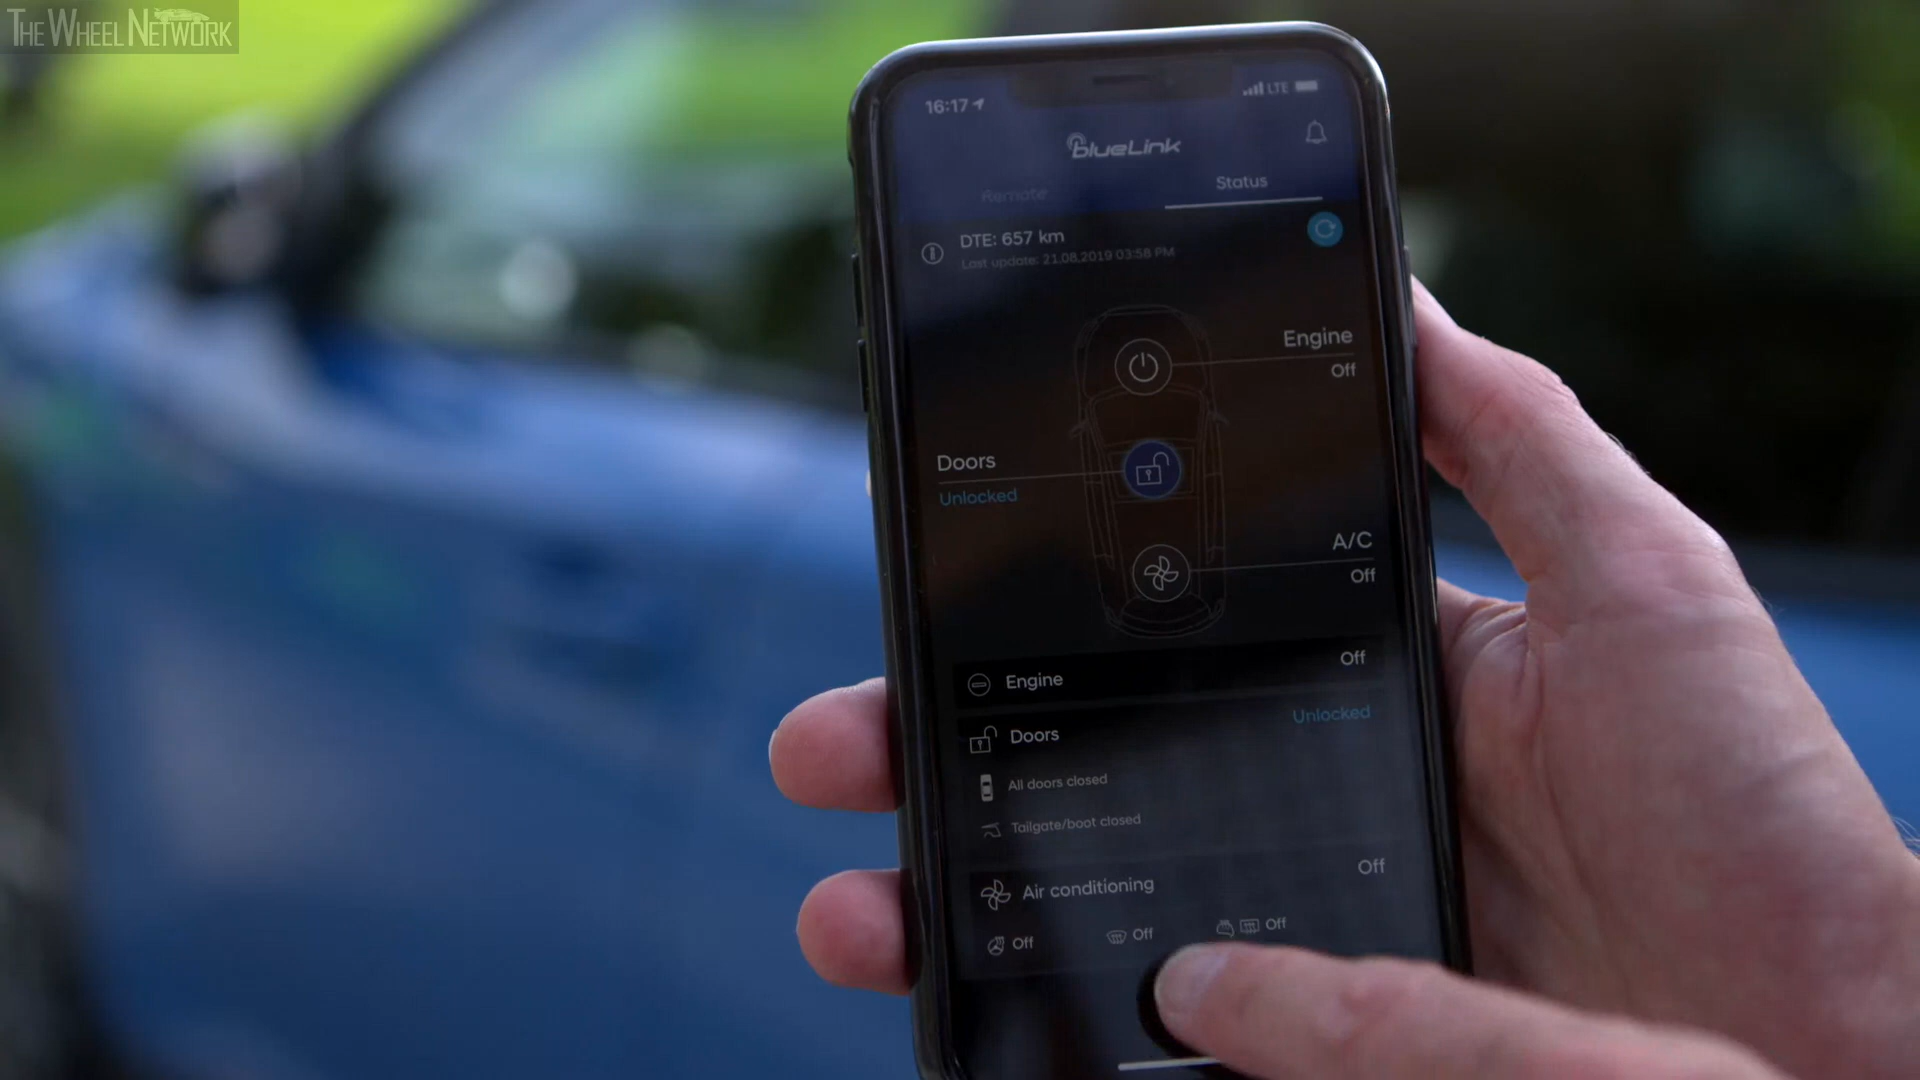 THE WHEEL NETWORK
16:17
LTE
blueLink
Remote
Status
DTE: 657 km
Last update: 21.08.2019 03:58 PM
Engine
Off
Doors
Unlocked
A/C
Off
Engine
Off
Doors
Unlocked
All doors closed
Tailgate/boot closed
Air conditioning
Off
Off
Off
Off